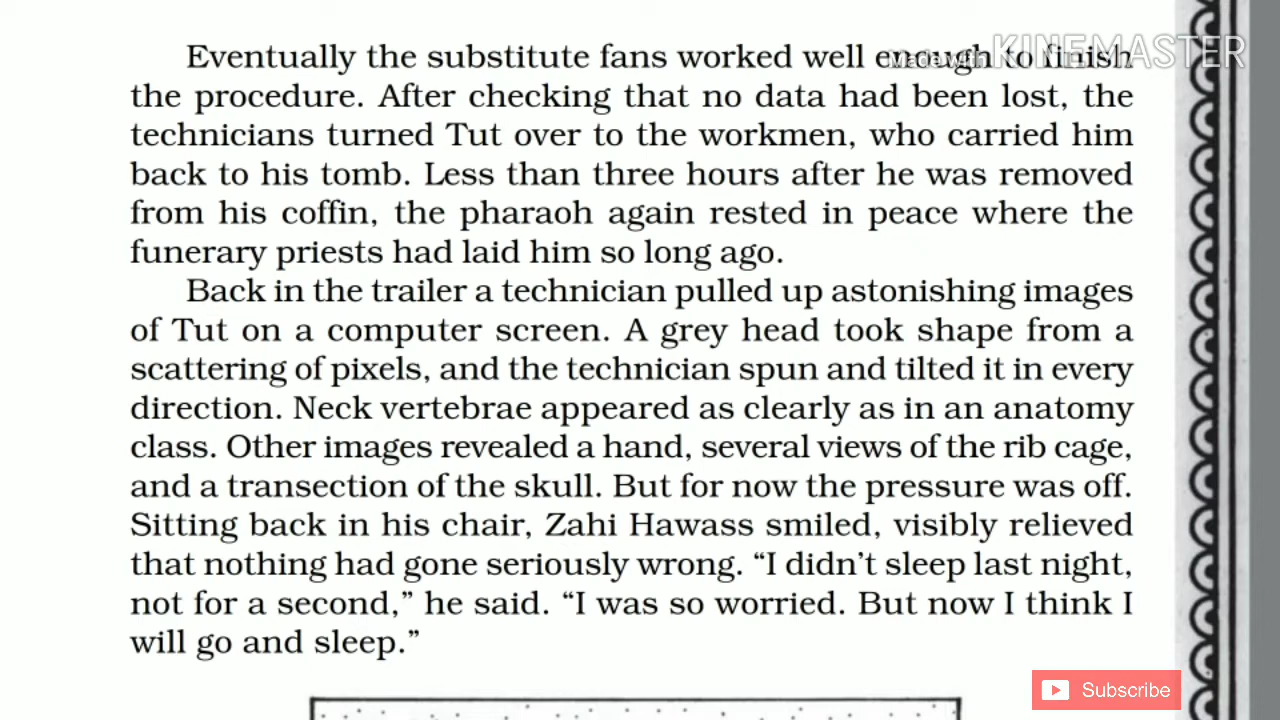 Eventually the substitute fans worked well enough to finish
Made with KINEMASTER
the procedure. After checking that no data had been lost, the
technicians turned Tut over to the workmen, who carried him
back to his tomb. Less than three hours after he was removed
from his coffin, the pharaoh again rested in peace where the
funerary priests had laid him so long ago.
Back in the trailer a technician pulled up astonishing images
of Tut on a computer screen. A grey head took shape from a
scattering of pixels, and the technician spun and tilted it in every
direction. Neck vertebrae appeared as clearly as in an anatomy
class. Other images revealed a hand, several views of the rib cage,
and a transection of the skull. But for now the pressure was off.
Sitting back in his chair, Zahi Hawass smiled, visibly relieved
that nothing had gone seriously wrong. “I didn’t sleep last night,
not for a second,” he said. “I was so worried. But now I think I
will go and sleep.”
Subscribe